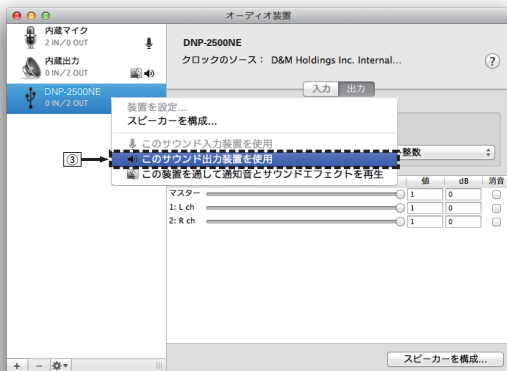 オーディオ装置
内蔵マイク
2 IN/0 OUT
内蔵出力
0 IN/2 OUT
DNP-2500NE
0 IN/2 OUT
DNP-2500NE
クロックのソース： D&M Holdings Inc. Internal...
?
入力 出力
装置を設定...
スピーカーを構成...
このサウンド入力装置を使用
③
このサウンド出力装置を使用
この装置を通して通知音とサウンドエフェクトを再生
整数
値 dB 消音
マスター 1 0
1: L ch 1 0
2: R ch 1 0
スピーカーを構成...